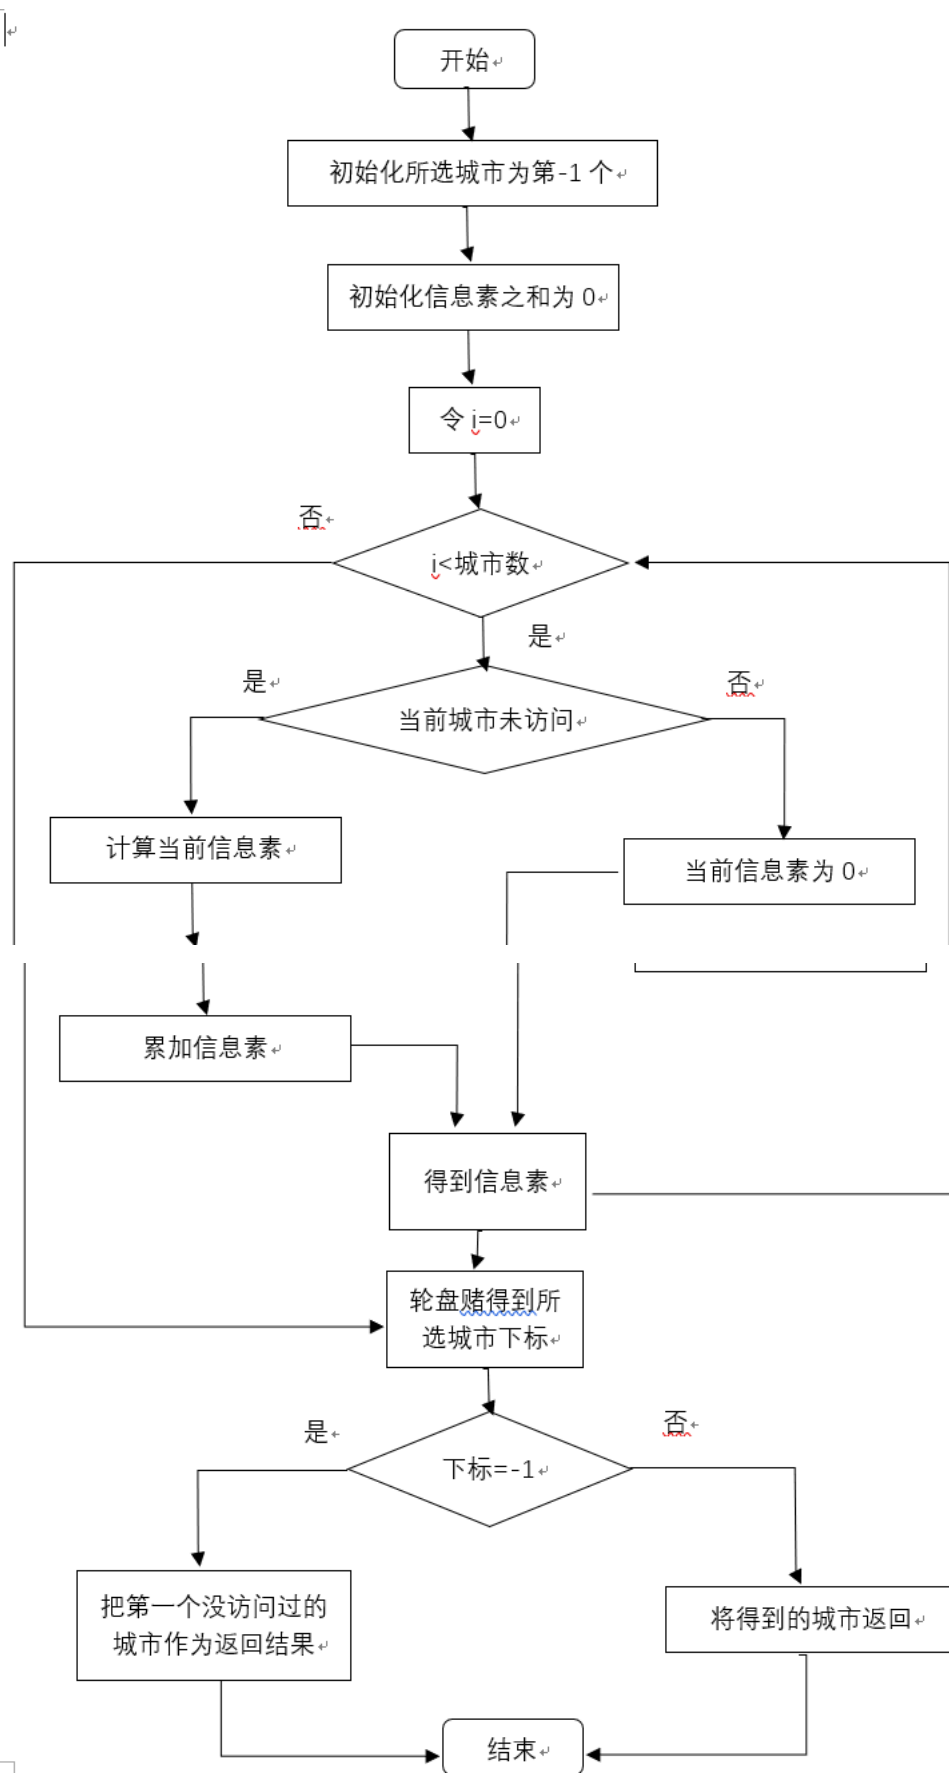 开始
初始化所选城市为第-1 个
初始化信息素之和为 0
令 i=0
否
i<城市数
是
是
否
当前城市未访问
计算当前信息素
当前信息素为 0
累加信息素
得到信息素
轮盘赌得到所
选城市下标
是
否
下标=-1
把第一个没访问过的
城市作为返回结果
将得到的城市返回
结束